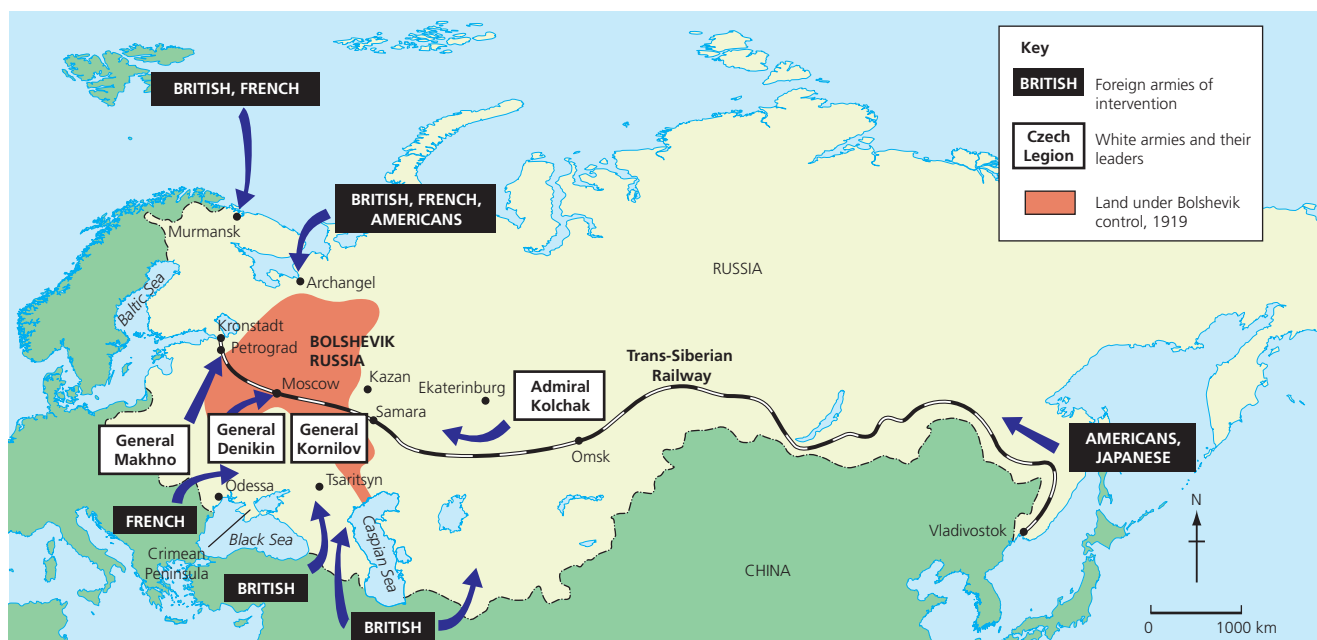 Key
BRITISH
Foreign armies of
intervention
Czech
Legion
White armies and their
leaders
Land under Bolshevik
control, 1919
BRITISH, FRENCH
BRITISH, FRENCH,
AMERICANS
Murmansk
Archangel
RUSSIA
Baltic Sea
Kronstadt
Petrograd
BOLSHEVIK
RUSSIA
Moscow
Kazan
Ekaterinburg
Samara
Trans-Siberian
Railway
Admiral
Kolchak
General
Makhno
General
Denikin
General
Kornilov
Omsk
AMERICANS,
JAPANESE
Tsaritsyn
Odessa
FRENCH
Black Sea
Crimean
Peninsula
Caspian Sea
BRITISH
BRITISH
CHINA
Vladivostok
N
0
1000 km